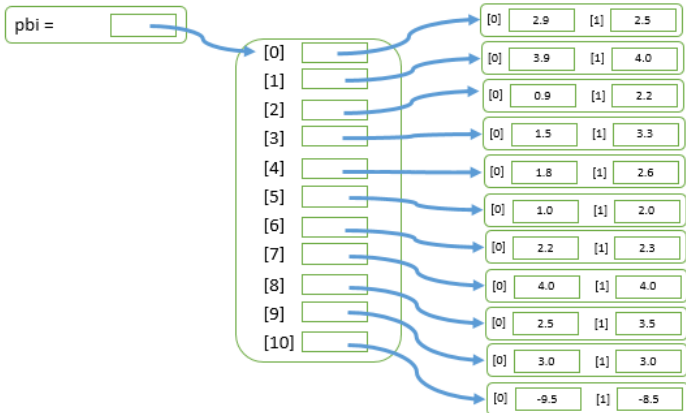 pbi =
[0]
[1]
[2]
[3]
[4]
[5]
[6]
[7]
[8]
[9]
[10]
[0] 2.9 [1] 2.5
[0] 3.9 [1] 4.0
[0] 0.9 [1] 2.2
[0] 1.5 [1] 3.3
[0] 1.8 [1] 2.6
[0] 1.0 [1] 2.0
[0] 2.2 [1] 2.3
[0] 4.0 [1] 4.0
[0] 2.5 [1] 3.5
[0] 3.0 [1] 3.0
[0] -9.5 [1] -8.5